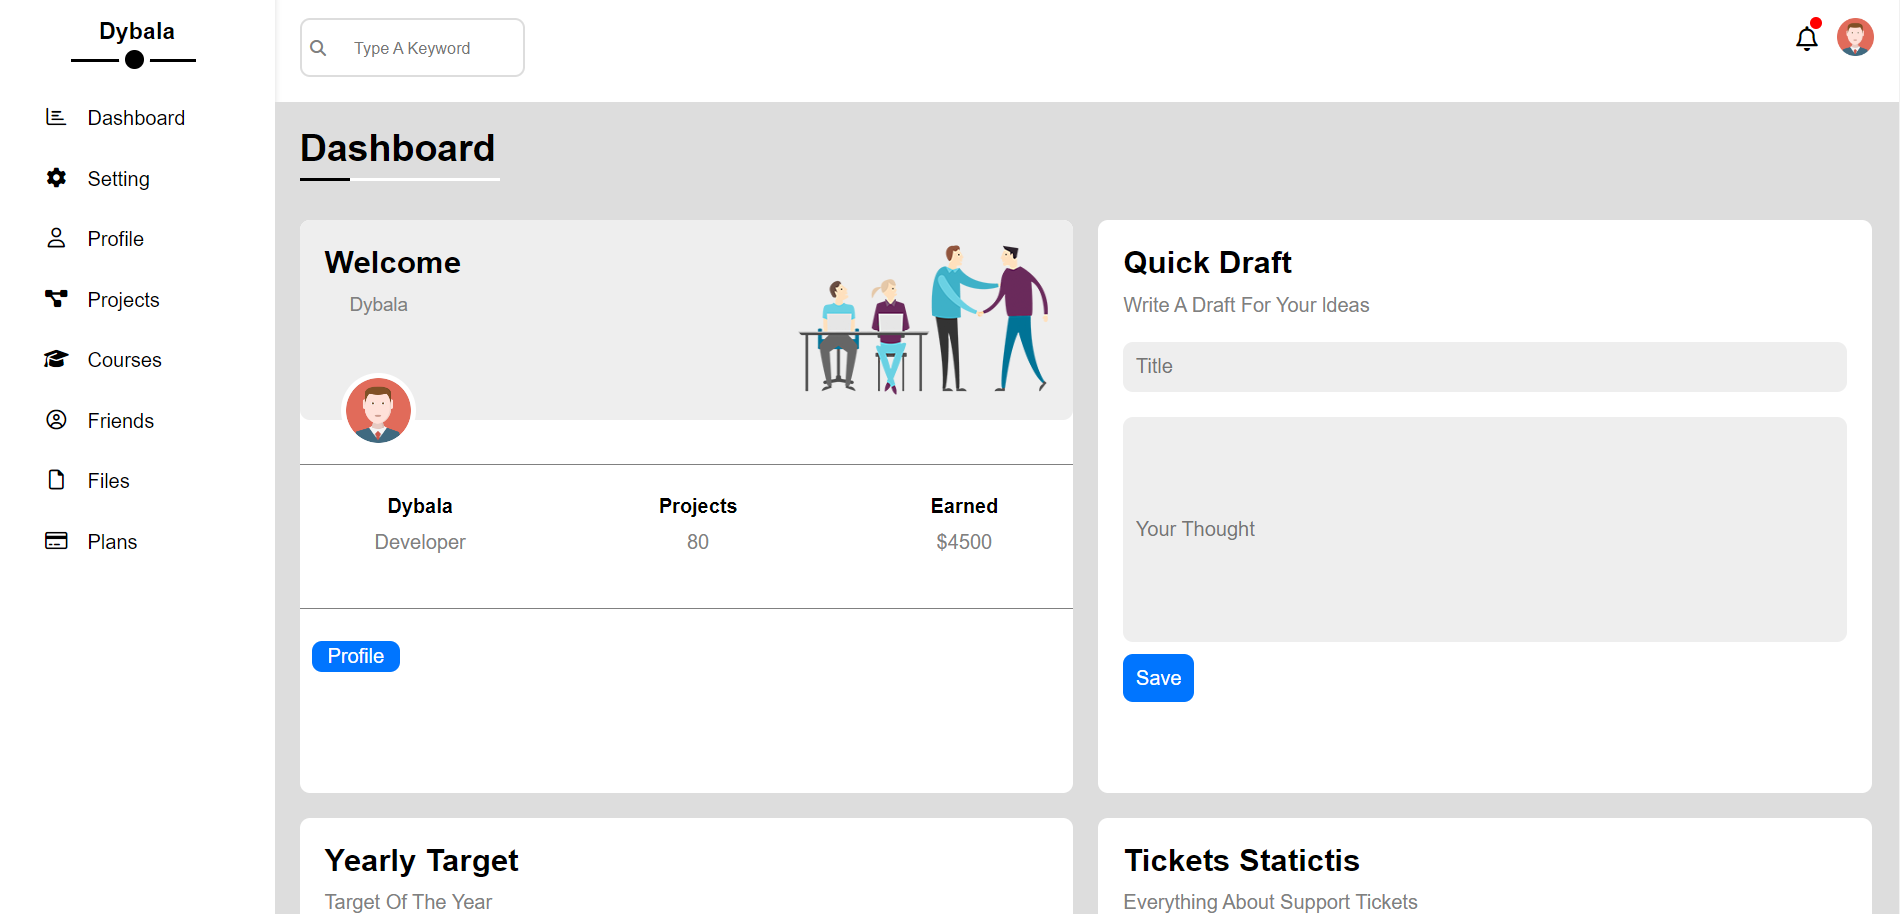 Dybala
Dashboard
Setting
Profile
Projects
Courses
Friends
Files
Plans
Type A Keyword
Dashboard
Welcome
Dybala
Dybala
Developer
Projects
80
Earned
$4500
Profile
Quick Draft
Write A Draft For Your Ideas
Title
Your Thought
Save
Yearly Target
Target Of The Year
Tickets Statictis
Everything About Support Tickets